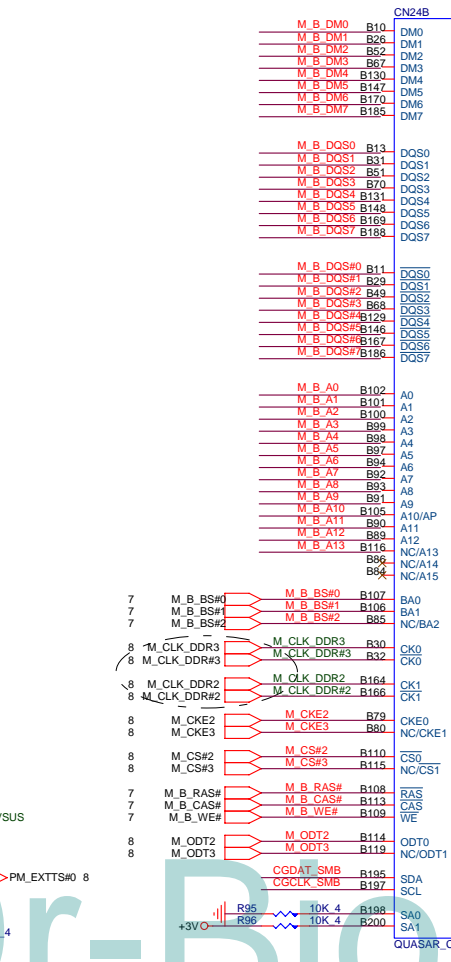 CN24B
M_B_DM0 B10 DM0
M_B_DM1 B26 DM1
M_B_DM2 B52 DM2
M_B_DM3 B67 DM3
M_B_DM4 B130 DM4
M_B_DM5 B147 DM5
M_B_DM6 B170 DM6
M_B_DM7 B185 DM7
M_B_DQS0 B13 DQS0
M_B_DQS1 B31 DQS1
M_B_DQS2 B51 DQS2
M_B_DQS3 B70 DQS3
M_B_DQS4 B131 DQS4
M_B_DQS5 B148 DQS5
M_B_DQS6 B169 DQS6
M_B_DQS7 B188 DQS7
M_B_DQS#0 B11 DQS0
M_B_DQS#1 B29 DQS1
M_B_DQS#2 B49 DQS2
M_B_DQS#3 B68 DQS3
M_B_DQS#4 B129 DQS4
M_B_DQS#5 B146 DQS5
M_B_DQS#6 B167 DQS6
M_B_DQS#7 B186 DQS7
M_B_A0 B102 A0
M_B_A1 B101 A1
M_B_A2 B100 A2
M_B_A3 B99 A3
M_B_A4 B98 A4
M_B_A5 B97 A5
M_B_A6 B94 A6
M_B_A7 B92 A7
M_B_A8 B93 A8
M_B_A9 B91 A9
M_B_A10 B105 A10/AP
M_B_A11 B90 A11
M_B_A12 B89 A12
M_B_A13 B116 NC/A13
B86 NC/A14
B84 NC/A15
7 M_B_BS#0 M_B_BS#0 B107 BA0
7 M_B_BS#1 M_B_BS#1 B106 BA1
7 M_B_BS#2 M_B_BS#2 B85 NC/BA2
8 M_CLK_DDR3 M_CLK_DDR3 B30 CK0
8 M_CLK_DDR#3 M_CLK_DDR#3 B32 CK0
8 M_CLK_DDR2 M_CLK_DDR2 B164 CK1
8 M_CLK_DDR#2 M_CLK_DDR#2 B166 CK1
8 M_CKE2 M_CKE2 B79 CKE0
8 M_CKE3 M_CKE3 B80 NC/CKE1
8 M_CS#2 M_CS#2 B110 CS0
8 M_CS#3 M_CS#3 B115 NC/CS1
7 M_B_RAS# M_B_RAS# B108 RAS
7 M_B_CAS# M_B_CAS# B113 CAS
7 M_B_WE# M_B_WE# B109 WE
/SUS
8 M_ODT2 M_ODT2 B114 ODT0
8 M_ODT3 M_ODT3 B119 NC/ODT1
PM_EXTTS#0 8
CGDAT_SMB B195 SDA
CGCLK_SMB B197 SCL
R95 10K_4 B198 SA0
+3V R96 10K_4 B200 SA1
_4
QUASAR_C
or-Bio